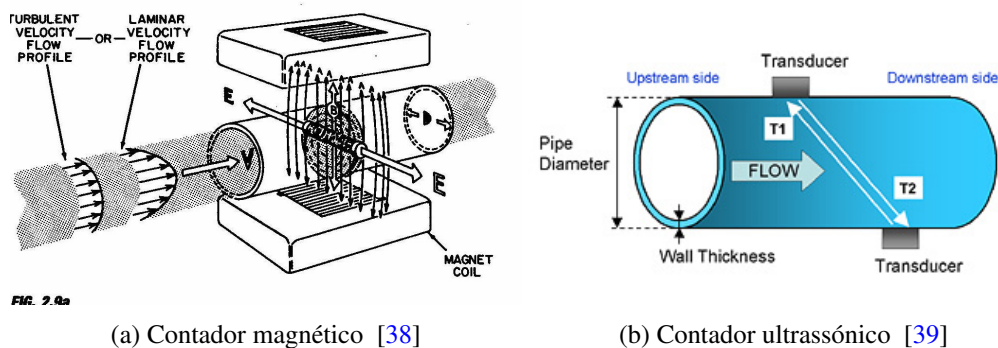 TURBULENT
VELOCITY
FLOW
PROFILE
OR
LAMINAR
VELOCITY
FLOW
PROFILE
E
B
D
V
E
MAGNET
COIL
FIG. 2.9a
Transducer
Upstream side
Downstream side
T1
Pipe
Diameter
FLOW
T2
Wall Thickness
Transducer
(a) Contador magnético [38]
(b) Contador ultrassónico [39]